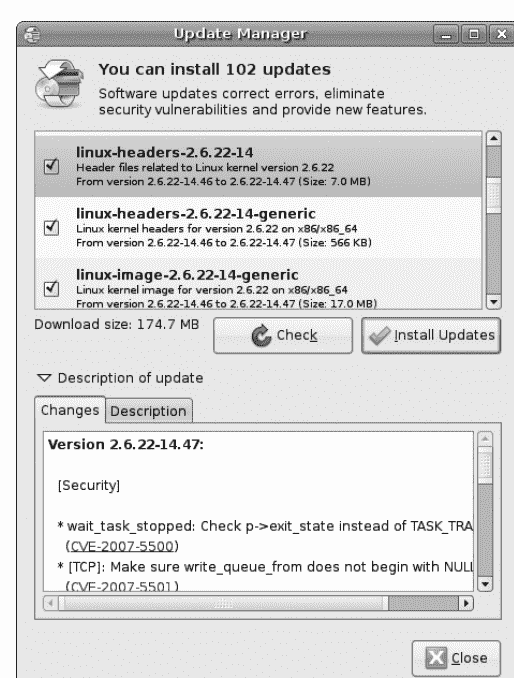 Update Manager
You can install 102 updates
Software updates correct errors, eliminate
security vulnerabilities and provide new features.
linux-headers-2.6.22-14
Header files related to Linux kernel version 2.6.22
From version 2.6.22-14.46 to 2.6.22-14.47 (Size: 7.0 MB)
linux-headers-2.6.22-14-generic
Linux kernel headers for version 2.6.22 on x86/x86_64
From version 2.6.22-14.46 to 2.6.22-14.47 (Size: 566 KB)
linux-image-2.6.22-14-generic
Linux kernel image for version 2.6.22 on x86/x86_64
From version 2.6.22-14.46 to 2.6.22-14.47 (Size: 17.0 MB)
Download size: 174.7 MB
Check
Install Updates
Description of update
Changes Description
Version 2.6.22-14.47:
[Security]
* wait_task_stopped: Check p->exit_state instead of TASK_TRA
(CVE-2007-5500)
* [TCP]: Make sure write_queue_from does not begin with NULL
(CVE-2007-5501)
Close